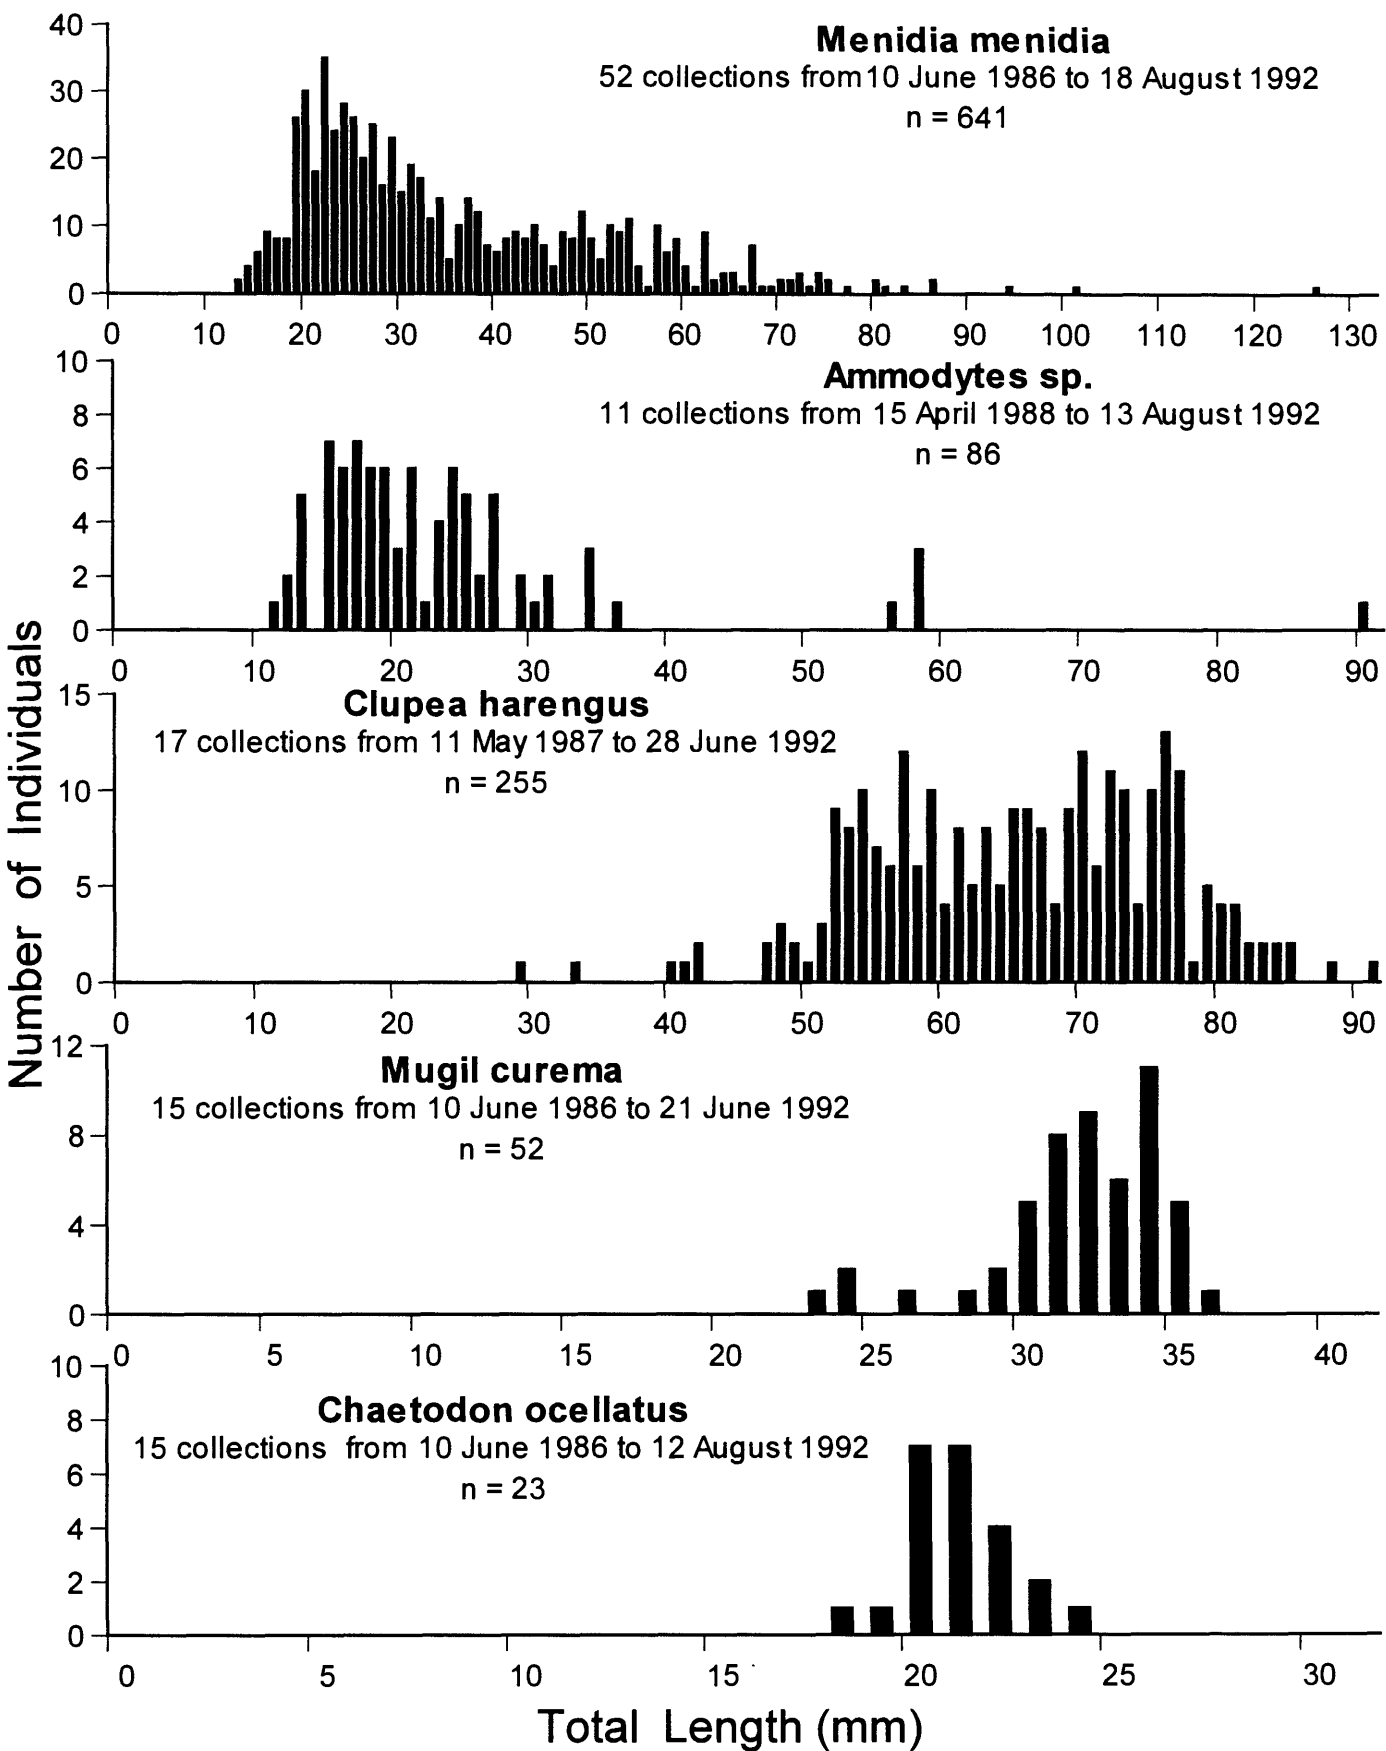 Number of Individuals
40
Menidia menidia
52 collections from10 June 1986 to 18 August 1992
30
n = 641
20
10
0
0 10 20 30 40 50 60 70 80 90 100 110 120 130
10
Ammodytes sp.
8
11 collections from 15 April 1988 to 13 August 1992
n = 86
6
4
2
0
0 10 20 30 40 50 60 70 80 90
15
Clupea harengus
17 collections from 11 May 1987 to 28 June 1992
n = 255
10
5
0
0 10 20 30 40 50 60 70 80 90
12
Mugil curema
15 collections from 10 June 1986 to 21 June 1992
8
n = 52
4
0
0 5 10 15 20 25 30 35 40
10
Chaetodon ocellatus
8
15 collections from 10 June 1986 to 12 August 1992
n = 23
6
4
2
0
0 5 10 15 20 25 30
Total Length (mm)